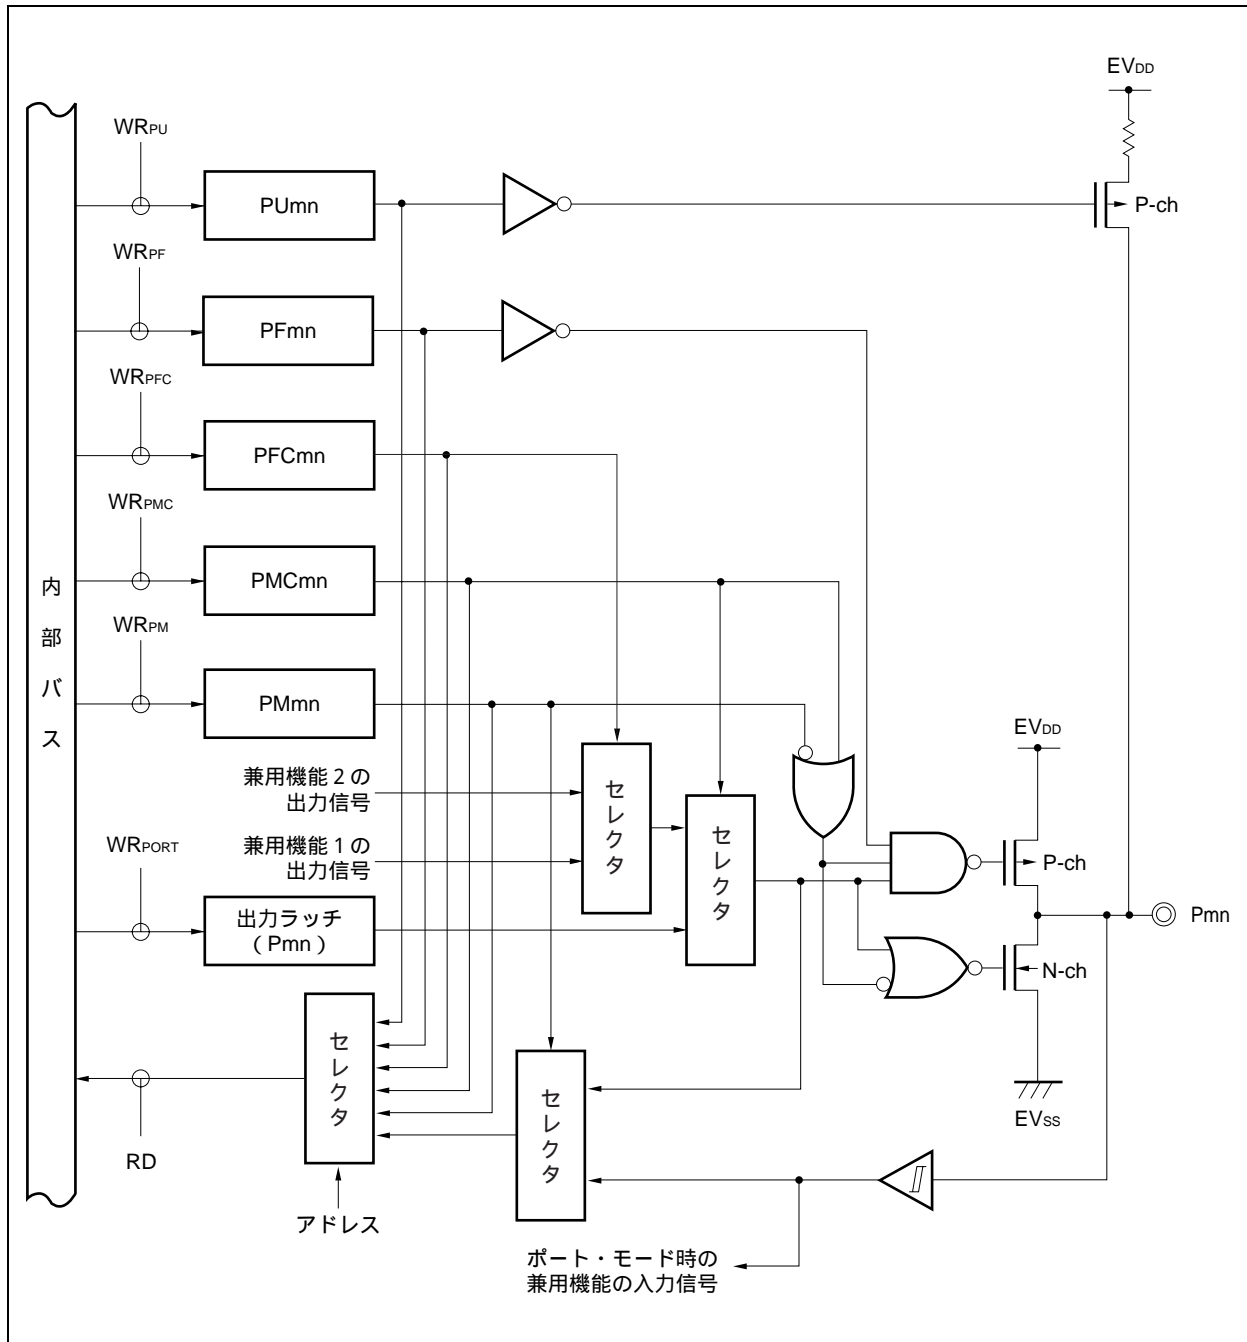 EVDD
WRPU
PUmn
P-ch
WRPF
PFmn
WRPFC
PFCmn
WRPMC
PMCmn
内部バス
WRPM
PMmn
EVDD
兼用機能2の
出力信号
セレクタ
セレクタ
兼用機能1の
出力信号
WRPORT
P-ch
出力ラッチ
(Pmn)
Pmn
N-ch
セレクタ
セレクタ
RD
EVSS
アドレス
ポート・モード時の
兼用機能の入力信号